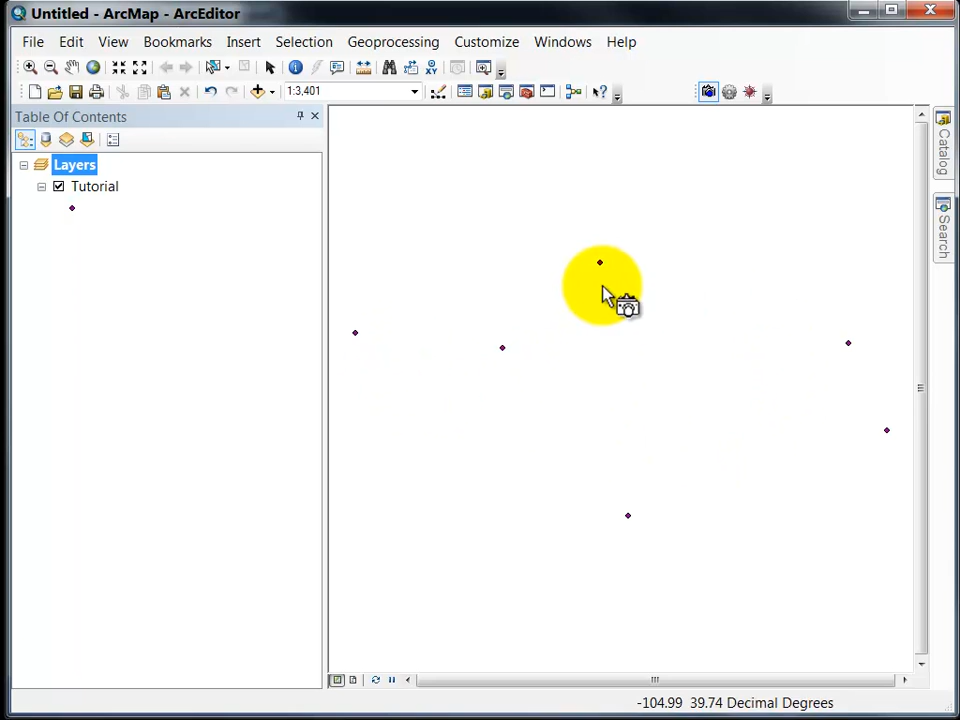 Untitled - ArcMap - ArcEditor
File Edit View Bookmarks Insert Selection Geoprocessing Customize Windows Help
1:3,401
Table Of Contents
Layers
Tutorial
Catalog
Search
-104.99 39.74 Decimal Degrees